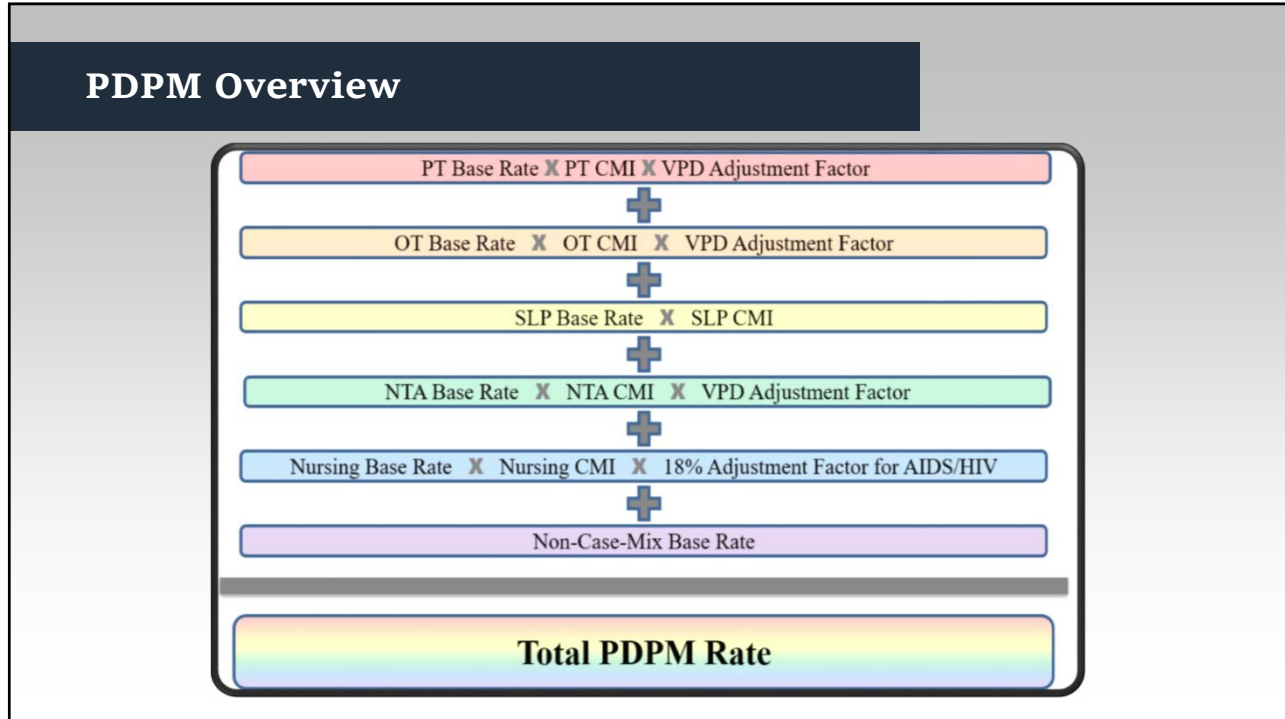 PDPM Overview
PT Base Rate X PT CMI X VPD Adjustment Factor
OT Base Rate X OT CMI X VPD Adjustment Factor
SLP Base Rate X SLP CMI
NTA Base Rate X NTA CMI X VPD Adjustment Factor
Nursing Base Rate X Nursing CMI X 18% Adjustment Factor for AIDS/HIV
Non-Case-Mix Base Rate
Total PDPM Rate